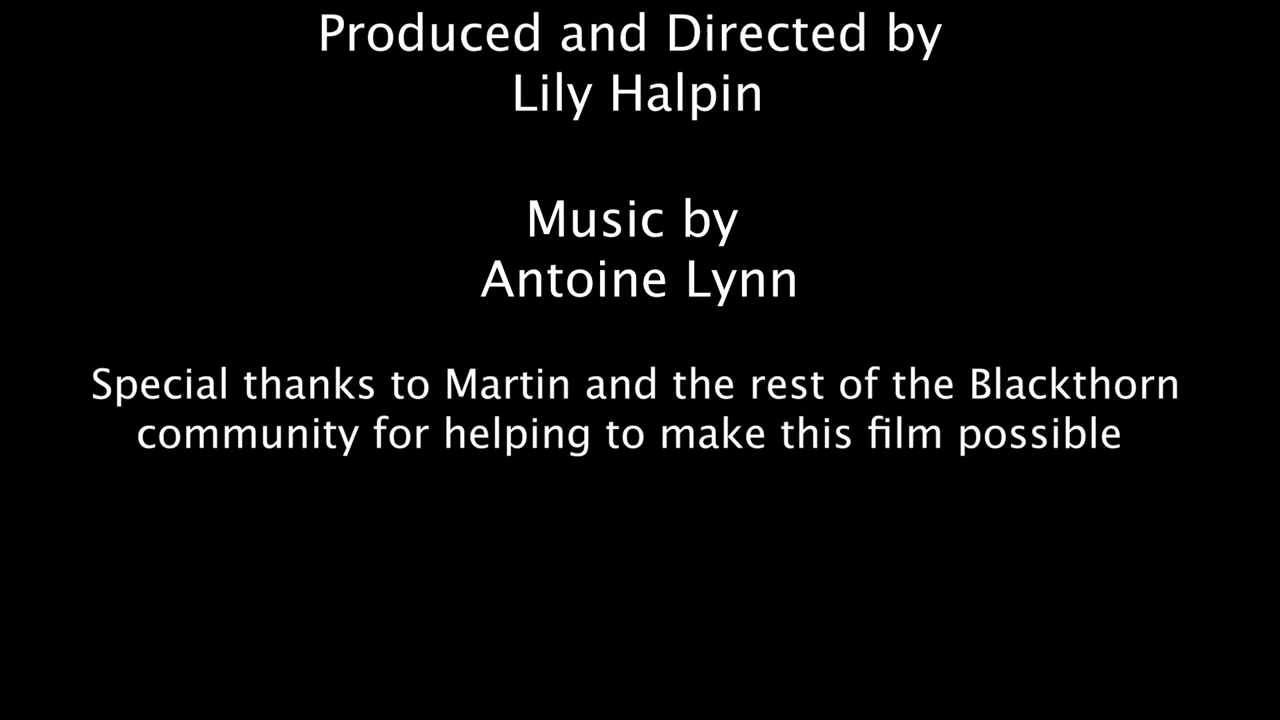 Produced and Directed by
Lily Halpin
Music by
Antoine Lynn
Special thanks to Martin and the rest of the Blackthorn
community for helping to make this film possible